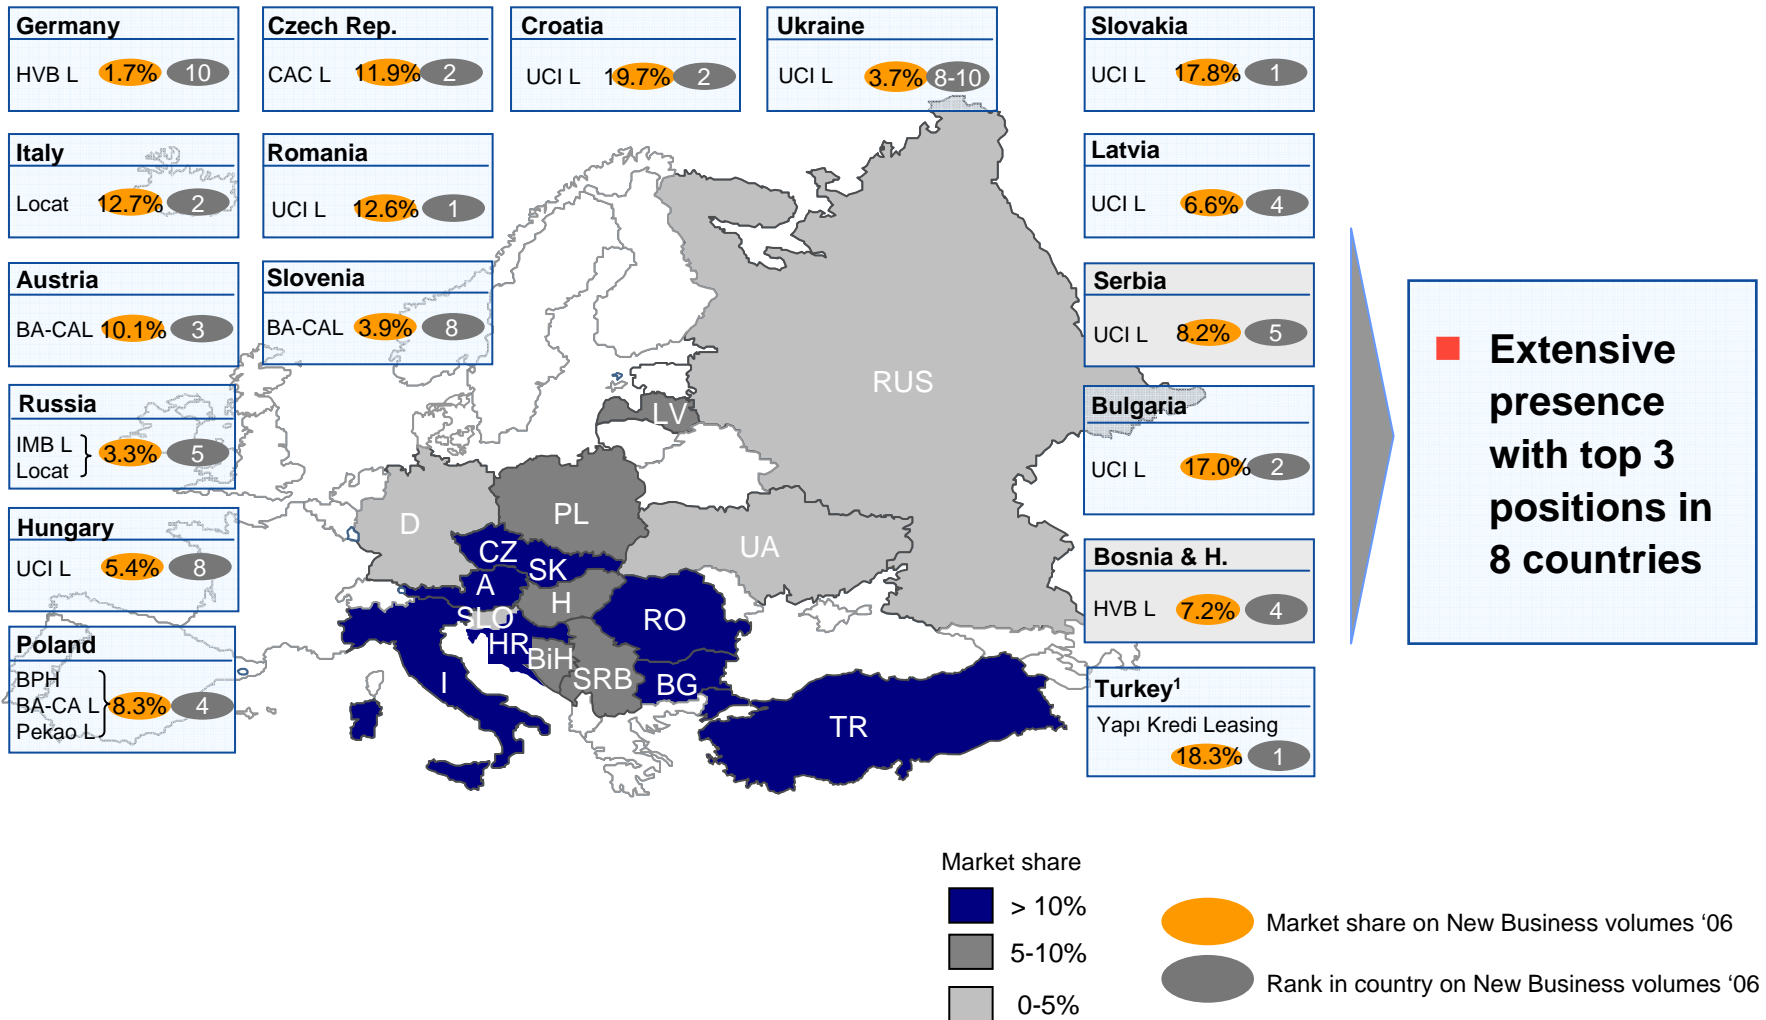 Germany
HVB L 1.7% 10
Czech Rep.
CAC L 11.9% 2
Croatia
UCI L 19.7% 2
Ukraine
UCI L 3.7% 8-10
Slovakia
UCI L 17.8% 1
Italy
Locat 12.7% 2
Romania
UCI L 12.6% 1
Latvia
UCI L 6.6% 4
Austria
BA-CAL 10.1% 3
Slovenia
BA-CAL 3.9% 8
Serbia
UCI L 8.2% 5
Russia
IMB L
Locat
3.3% 5
Bulgaria
UCI L 17.0% 2
Hungary
UCI L 5.4% 8
Bosnia & H.
HVB L 7.2% 4
Poland
BPH
BA-CA L
Pekao L
8.3% 4
Turkey¹
Yapı Kredi Leasing
18.3% 1
RUS
LV
D
PL
UA
CZ
SK
A
H
SLO
RO
HR
BiH
I
SRB
BG
TR
Extensive
presence
with top 3
positions in
8 countries
Market share
> 10%
5-10%
0-5%
Market share on New Business volumes ‘06
Rank in country on New Business volumes ‘06